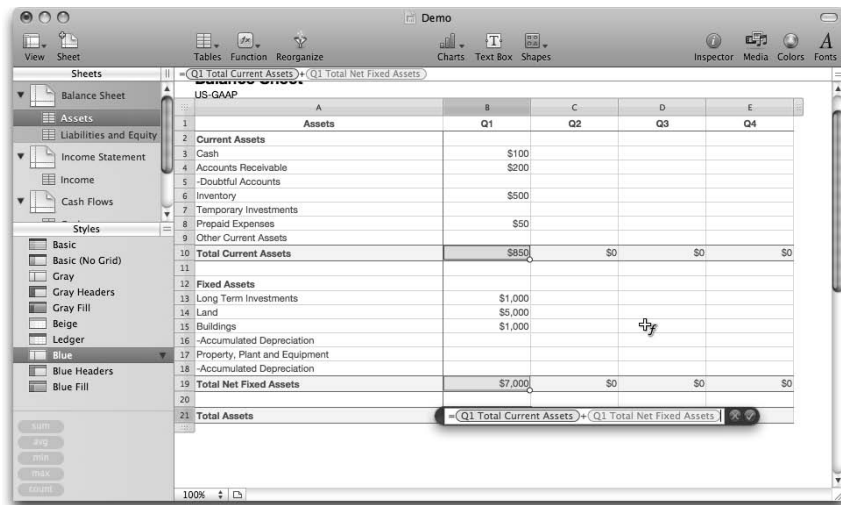 Demo
View Sheet Tables Function Reorganize Charts Text Box Shapes Inspector Media Colors Fonts
Sheets
=Q1 Total Current Assets+Q1 Total Net Fixed Assets
Balance Sheet
Assets
Liabilities and Equity
Income Statement
Income
Cash Flows
Styles
Basic
Basic (No Grid)
Gray
Gray Headers
Gray Fill
Beige
Ledger
Blue
Blue Headers
Blue Fill
sum
avg
min
max
count
Balance Sheet
US-GAAP
A B C D E
1 Assets Q1 Q2 Q3 Q4
2 Current Assets
3 Cash $100
4 Accounts Receivable $200
5 -Doubtful Accounts
6 Inventory $500
7 Temporary Investments
8 Prepaid Expenses $50
9 Other Current Assets
10 Total Current Assets $850 $0 $0 $0
11
12 Fixed Assets
13 Long Term Investments $1,000
14 Land $5,000
15 Buildings $1,000
16 -Accumulated Depreciation
17 Property, Plant and Equipment
18 -Accumulated Depreciation
19 Total Net Fixed Assets $7,000 $0 $0 $0
20
21 Total Assets =Q1 Total Current Assets+Q1 Total Net Fixed Assets
100%